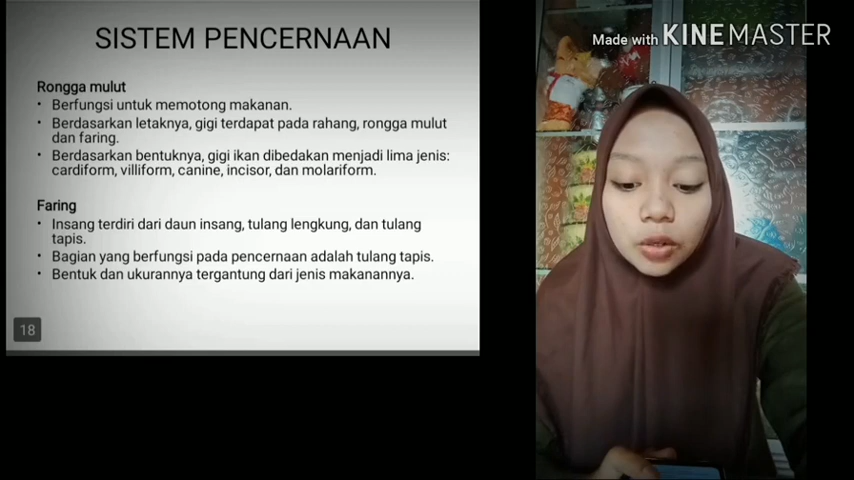 SISTEM PENCERNAAN
Rongga mulut
• Berfungsi untuk memotong makanan.
• Berdasarkan letaknya, gigi terdapat pada rahang, rongga mulut
dan faring.
• Berdasarkan bentuknya, gigi ikan dibedakan menjadi lima jenis:
cardiform, villiform, canine, incisor, dan molariform.
Faring
• Insang terdiri dari daun insang, tulang lengkung, dan tulang
tapis.
• Bagian yang berfungsi pada pencernaan adalah tulang tapis.
• Bentuk dan ukurannya tergantung dari jenis makanannya.
18
Made with KINEMASTER